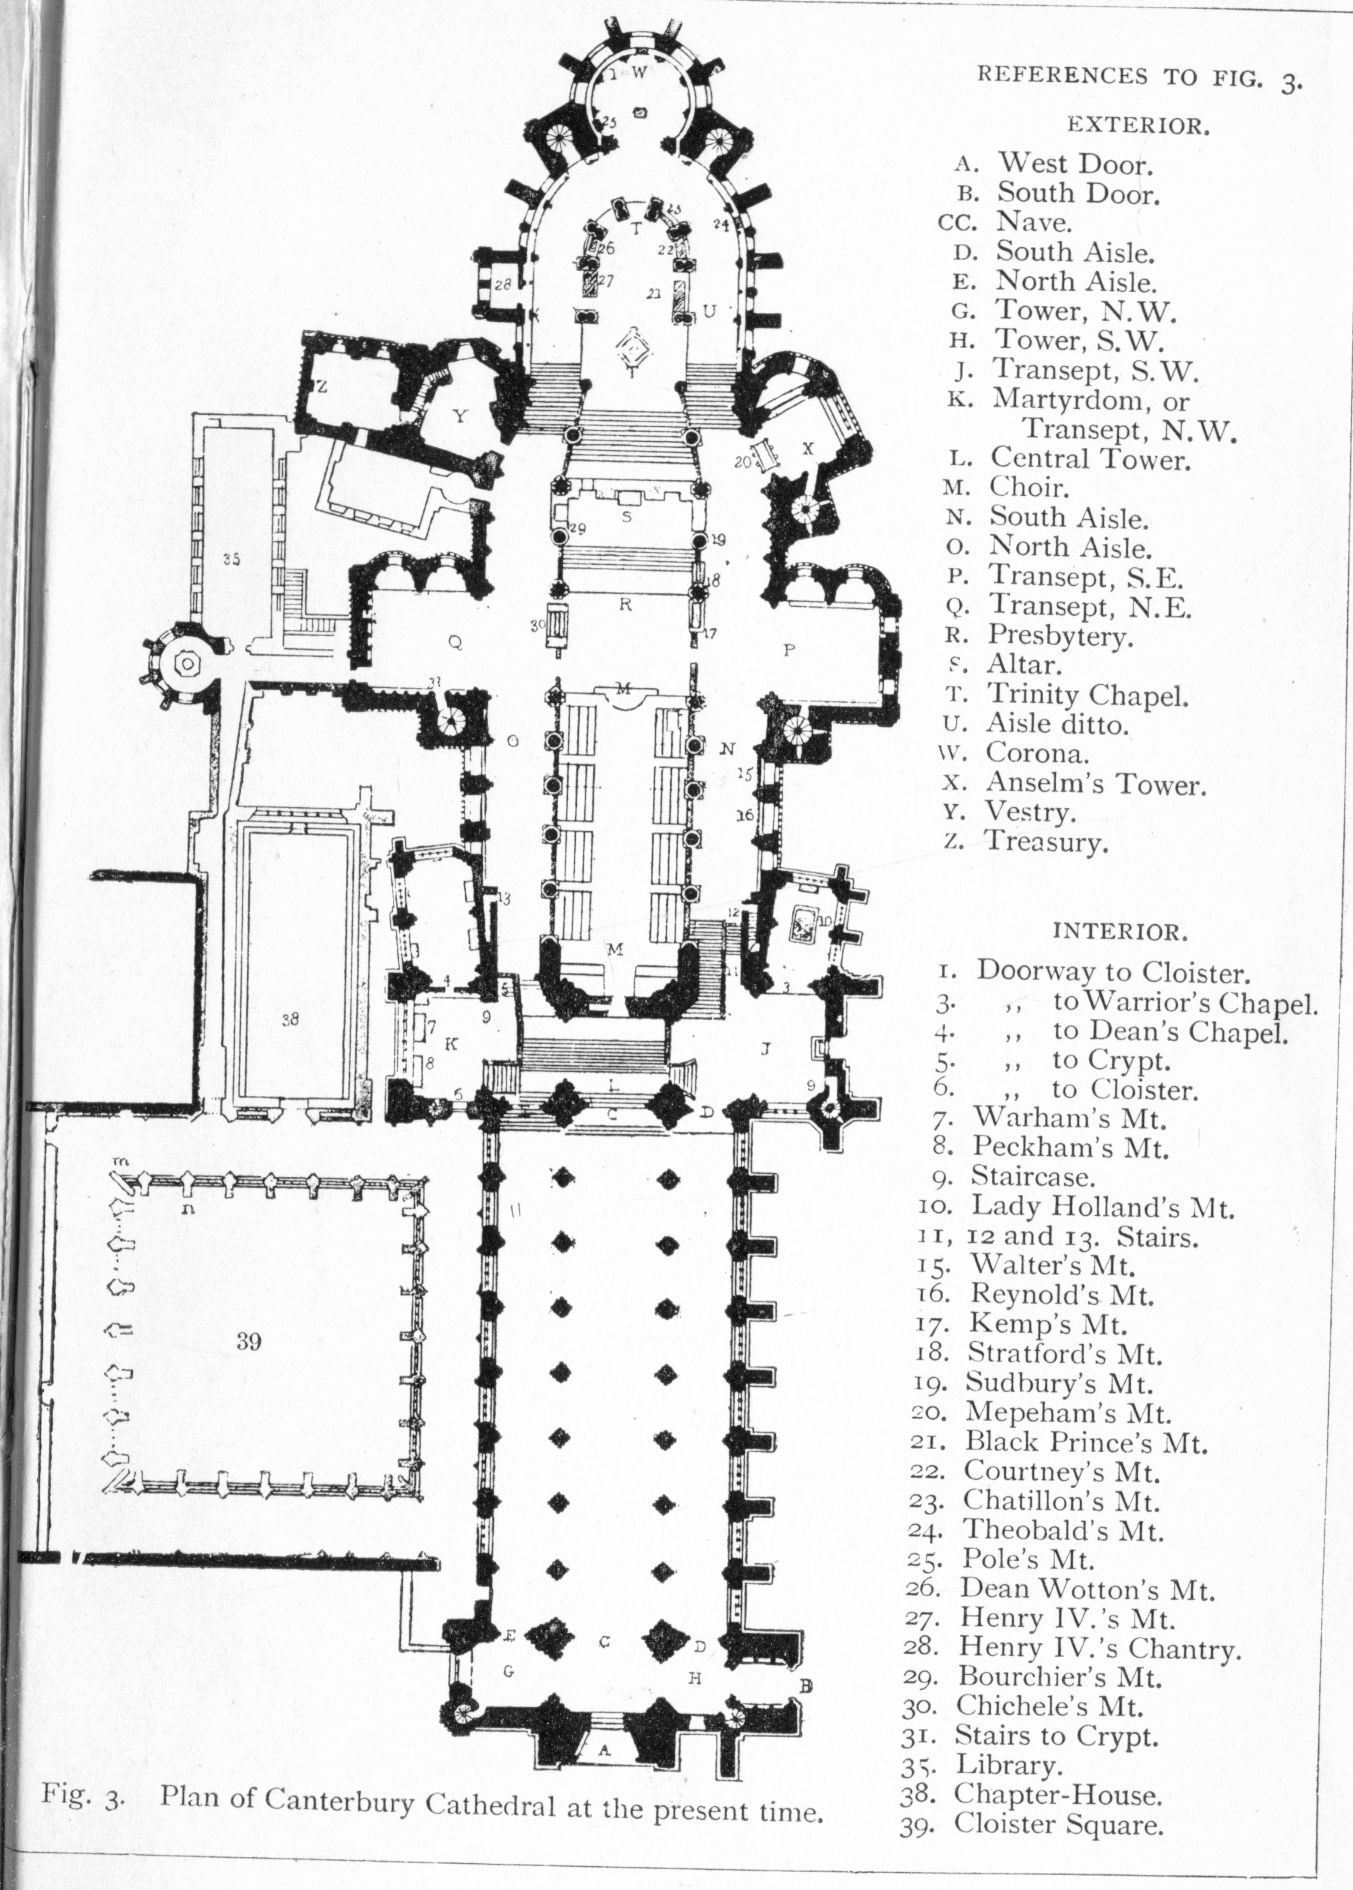 REFERENCES TO FIG. 3.
EXTERIOR.
A. West Door.
B. South Door.
CC. Nave.
D. South Aisle.
E. North Aisle.
G. Tower, N.W.
H. Tower, S.W.
J. Transept, S.W.
K. Martyrdom, or
Transept, N.W.
L. Central Tower.
M. Choir.
N. South Aisle.
O. North Aisle.
P. Transept, S.E.
Q. Transept, N.E.
R. Presbytery.
S. Altar.
T. Trinity Chapel.
U. Aisle ditto.
W. Corona.
X. Anselm's Tower.
Y. Vestry.
Z. Treasury.
INTERIOR.
1. Doorway to Cloister.
3. ,, to Warrior's Chapel.
4. ,, to Dean's Chapel.
5. ,, to Crypt.
6. ,, to Cloister.
7. Warham's Mt.
8. Peckham's Mt.
9. Staircase.
10. Lady Holland's Mt.
11, 12 and 13. Stairs.
15. Walter's Mt.
16. Reynold's Mt.
17. Kemp's Mt.
18. Stratford's Mt.
19. Sudbury's Mt.
20. Mepeham's Mt.
21. Black Prince's Mt.
22. Courtney's Mt.
23. Chatillon's Mt.
24. Theobald's Mt.
25. Pole's Mt.
26. Dean Wotton's Mt.
27. Henry IV.'s Mt.
28. Henry IV.'s Chantry.
29. Bourchier's Mt.
30. Chichele's Mt.
31. Stairs to Crypt.
35. Library.
38. Chapter-House.
39. Cloister Square.
W
25
T
23
24
26
22
28
27
21
U
Z
Y
X
20
S
29
19
35
18
R
30
17
Q
P
M
O
N
15
16
13
12
10
M
11
4
5
3
38
7
9
K
J
8
L
9
6
C
D
m
n
11
39
E
C
D
G
H
B
A
Fig. 3. Plan of Canterbury Cathedral at the present time.